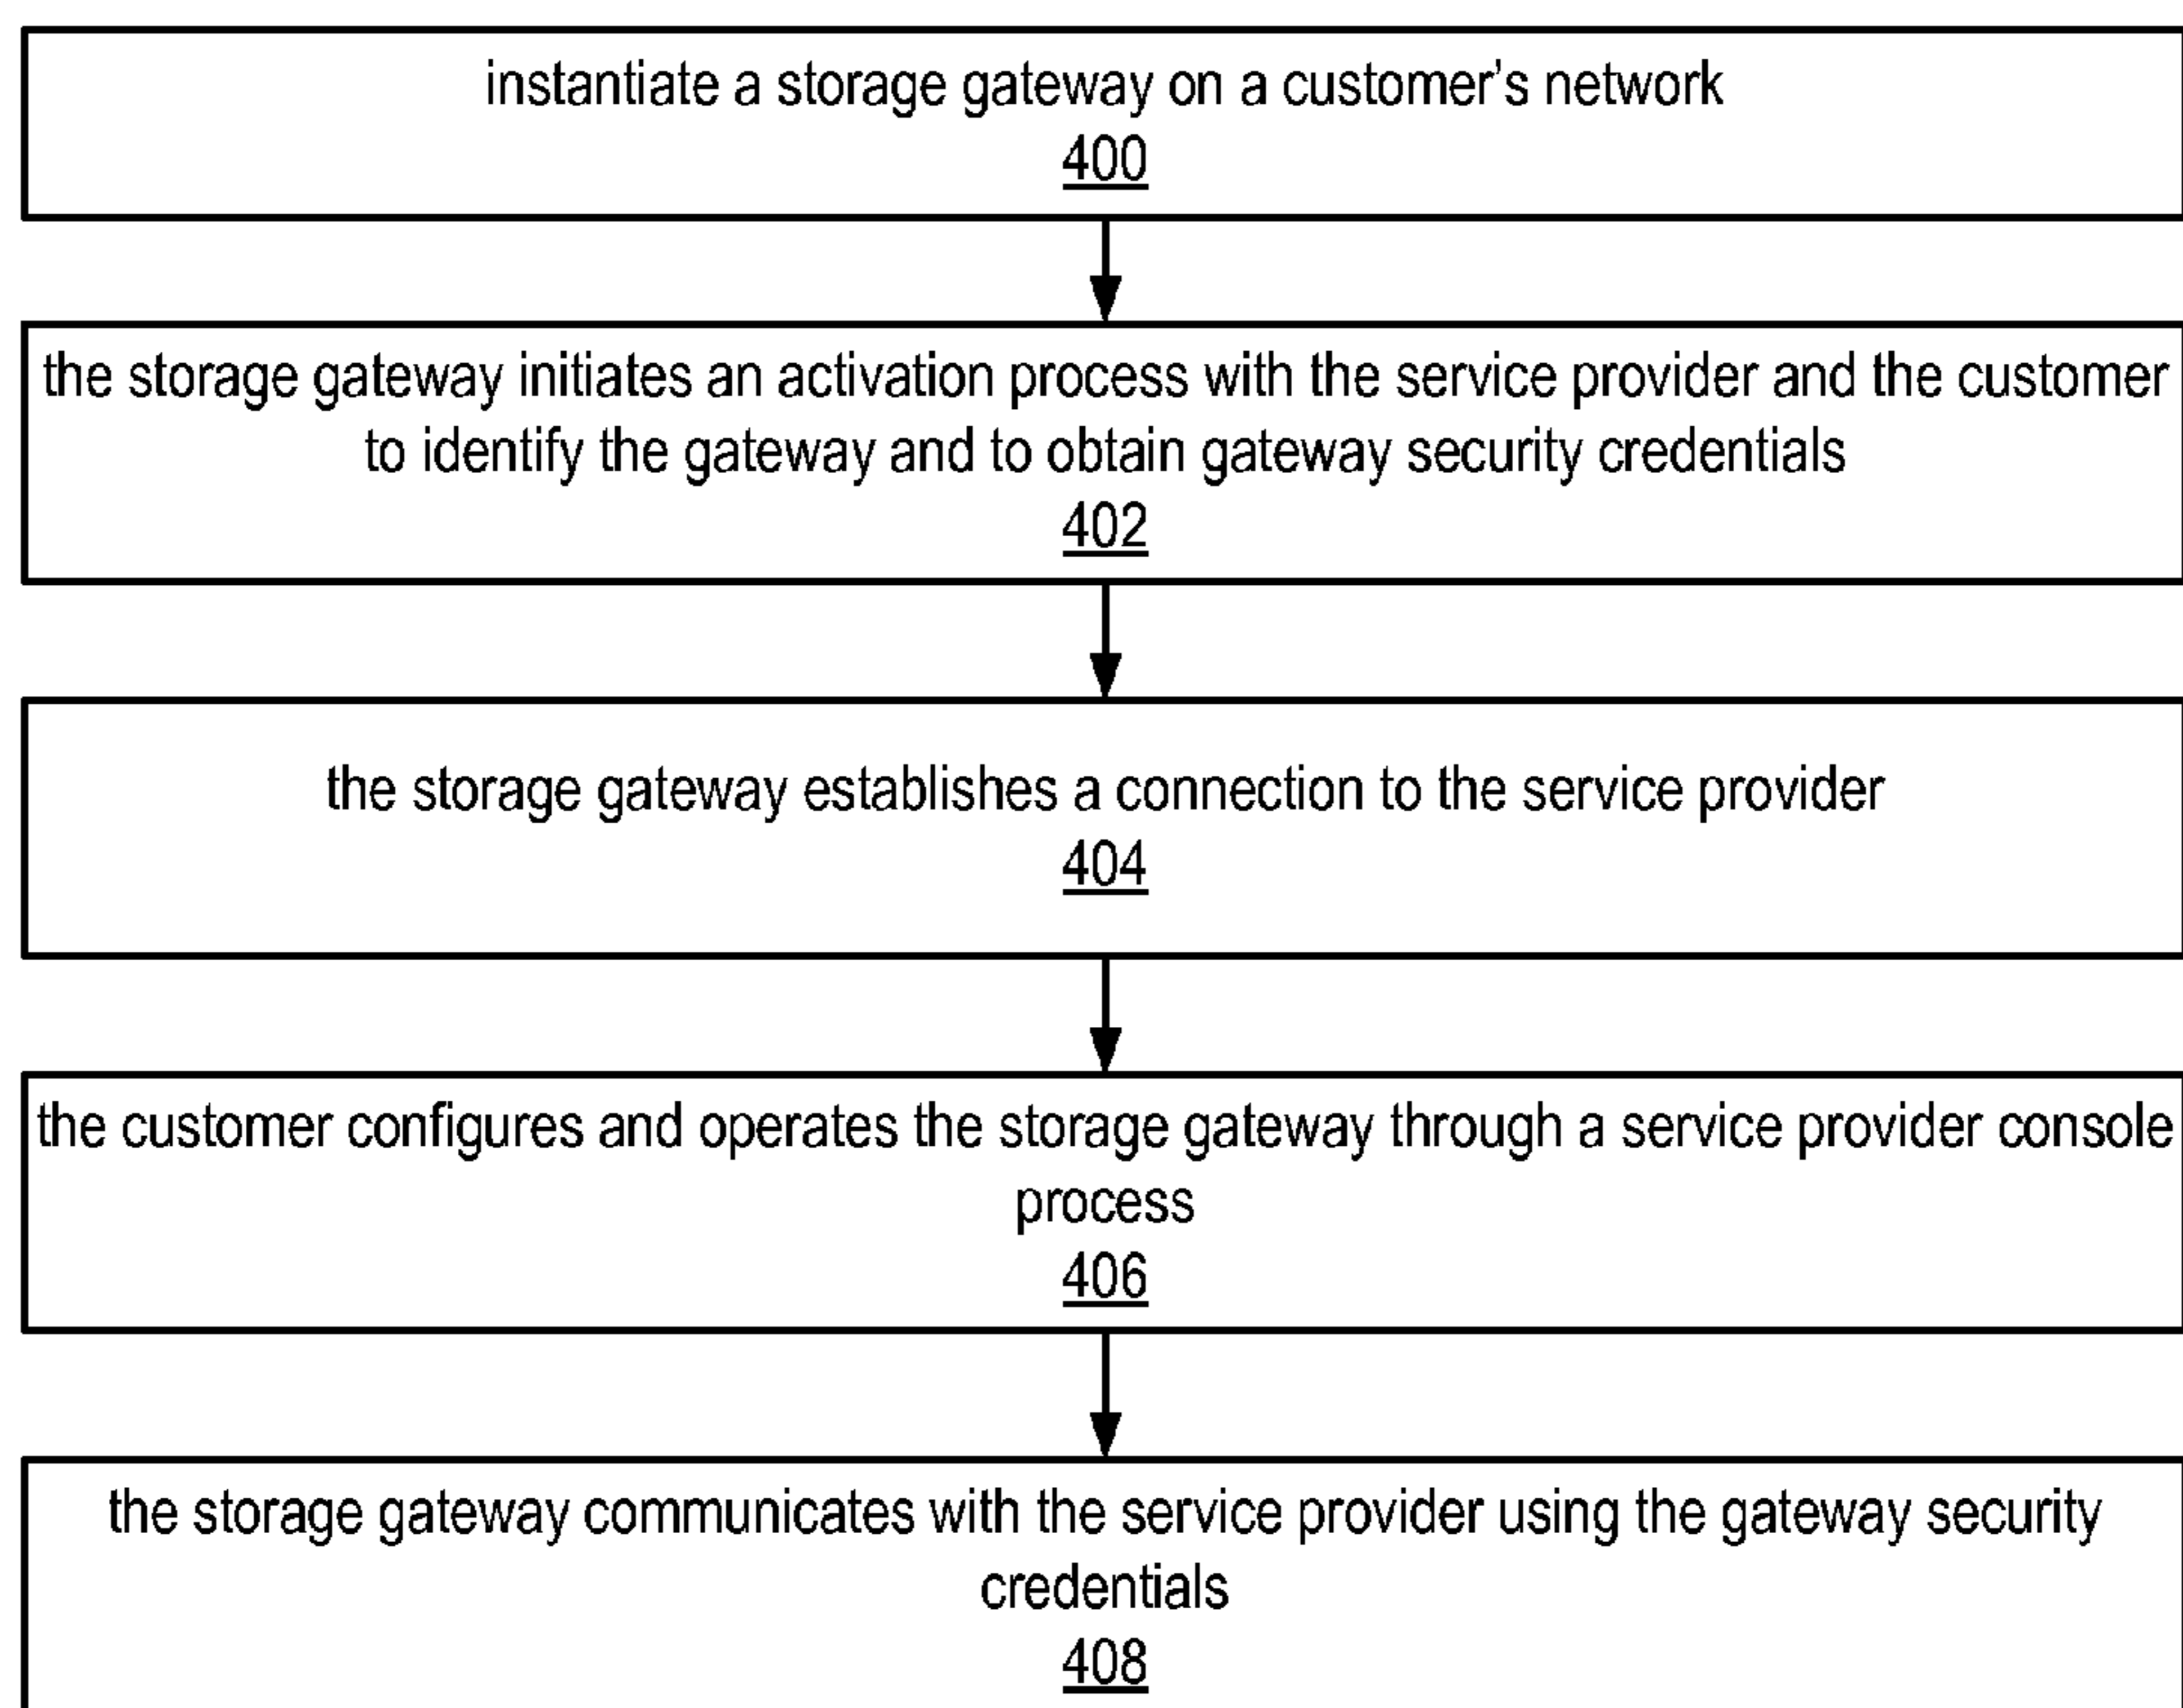 instantiate a storage gateway on a customer's network
400
the storage gateway initiates an activation process with the service provider and the customer
to identify the gateway and to obtain gateway security credentials
402
the storage gateway establishes a connection to the service provider
404
the customer configures and operates the storage gateway through a service provider console
process
406
the storage gateway communicates with the service provider using the gateway security
credentials
408